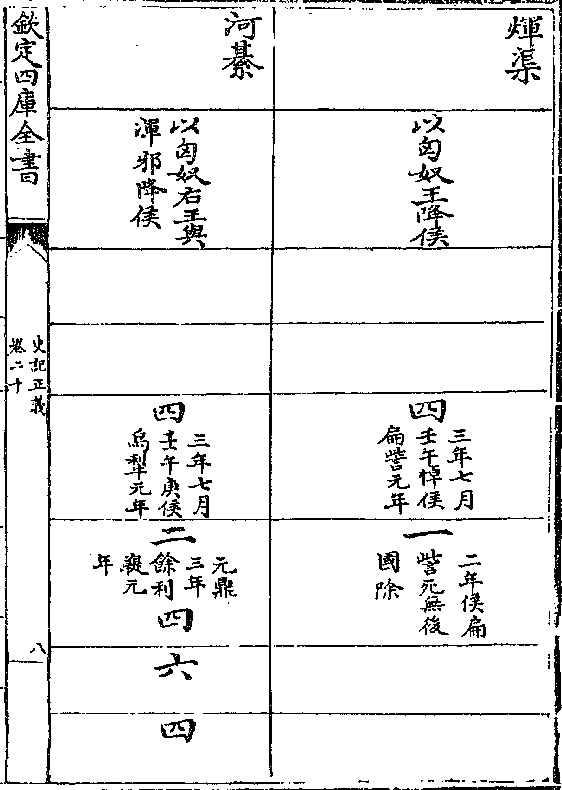 煇渠
以匈奴王降侯
四
三年七月
壬午悼侯
扁訾元年
一
二年侯扁
訾死無後
國除
河綦
以匈奴右王與
渾邪降侯
四
三年七月
壬午庚侯
烏犂元年
二
元鼎
三年
餘利
元
年
四
六
四
欽定四庫全書
史記正義
卷二十
八